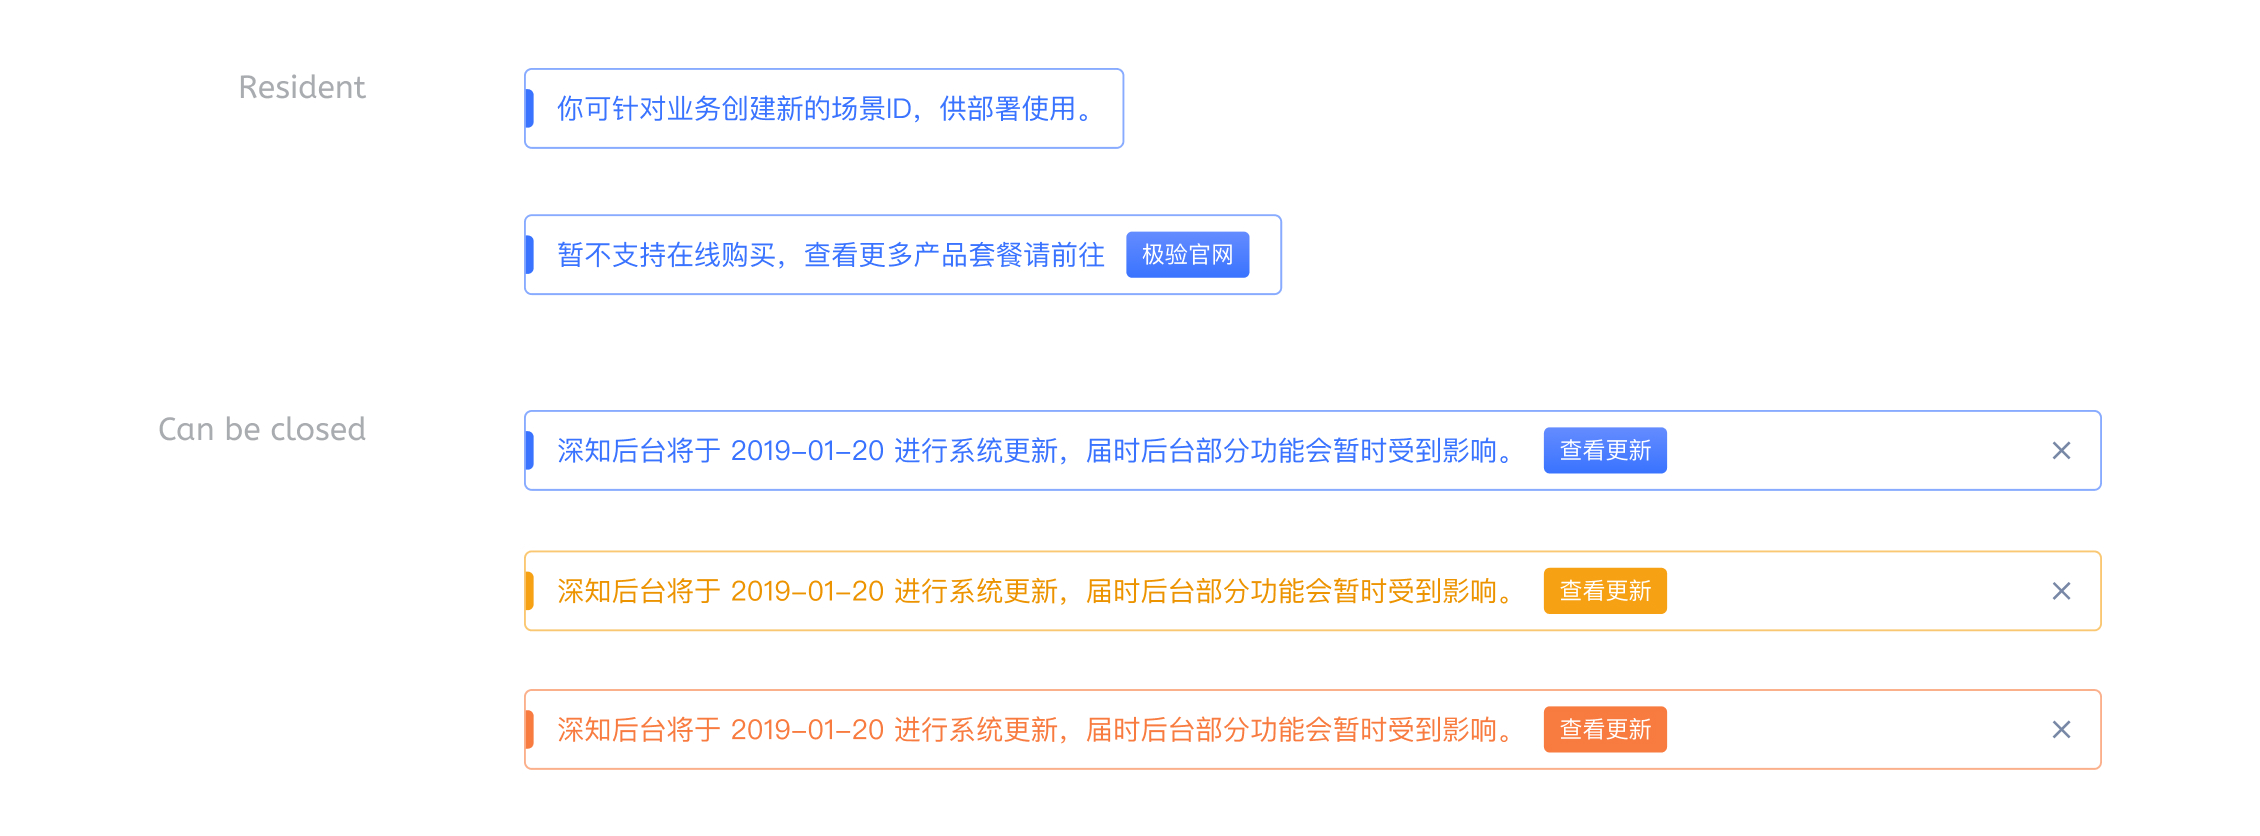 Resident
你可针对业务创建新的场景ID，供部署使用。
暂不支持在线购买，查看更多产品套餐请前往 极验官网
Can be closed
深知后台将于 2019-01-20 进行系统更新，届时后台部分功能会暂时受到影响。 查看更新
深知后台将于 2019-01-20 进行系统更新，届时后台部分功能会暂时受到影响。 查看更新
深知后台将于 2019-01-20 进行系统更新，届时后台部分功能会暂时受到影响。 查看更新